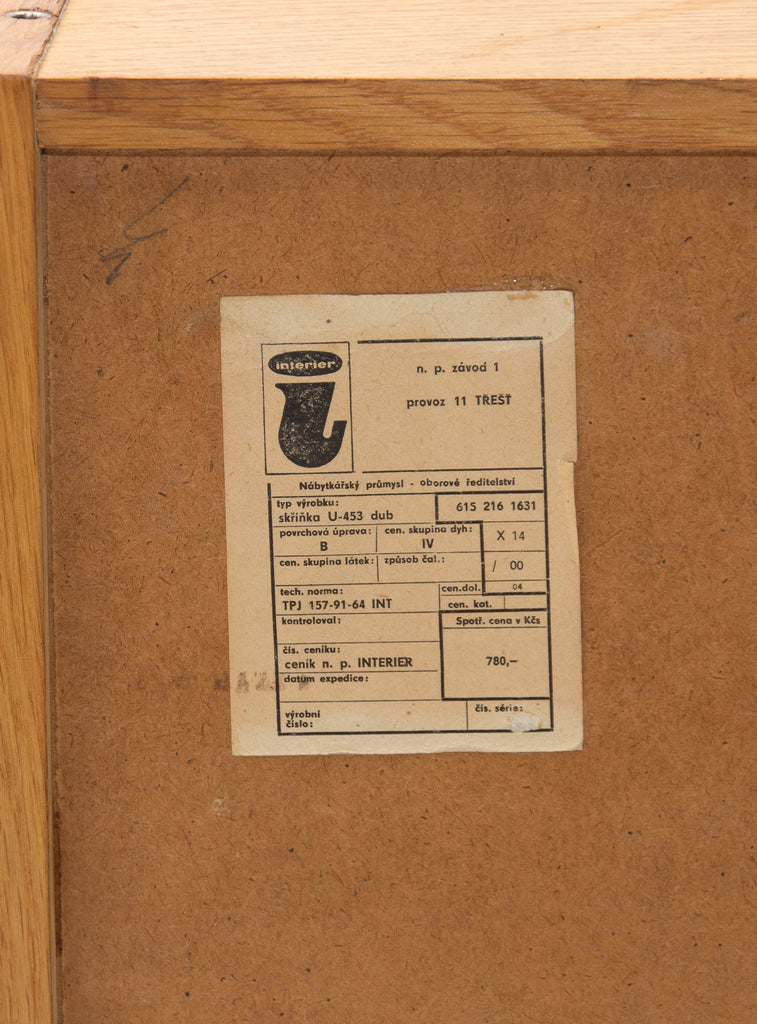 interier
n. p. závod 1
provoz 11 TŘEŠŤ
Nábytkářský průmysl - oborové ředitelství
typ výrobku:
skříňka U-453 dub
615 216 1631
povrchová úprava:
B
cen. skupina dyh:
IV
X 14
cen. skupina látek:
způsob čal.:
/ 00
tech. norma:
TPJ 157-91-64 INT
cen.dol.
04
cen. kat.
kontroloval:
Spotř. cena v Kčs
780,–
čís. ceníku:
ceník n. p. INTERIER
datum expedice:
výrobní
číslo:
čís. série: